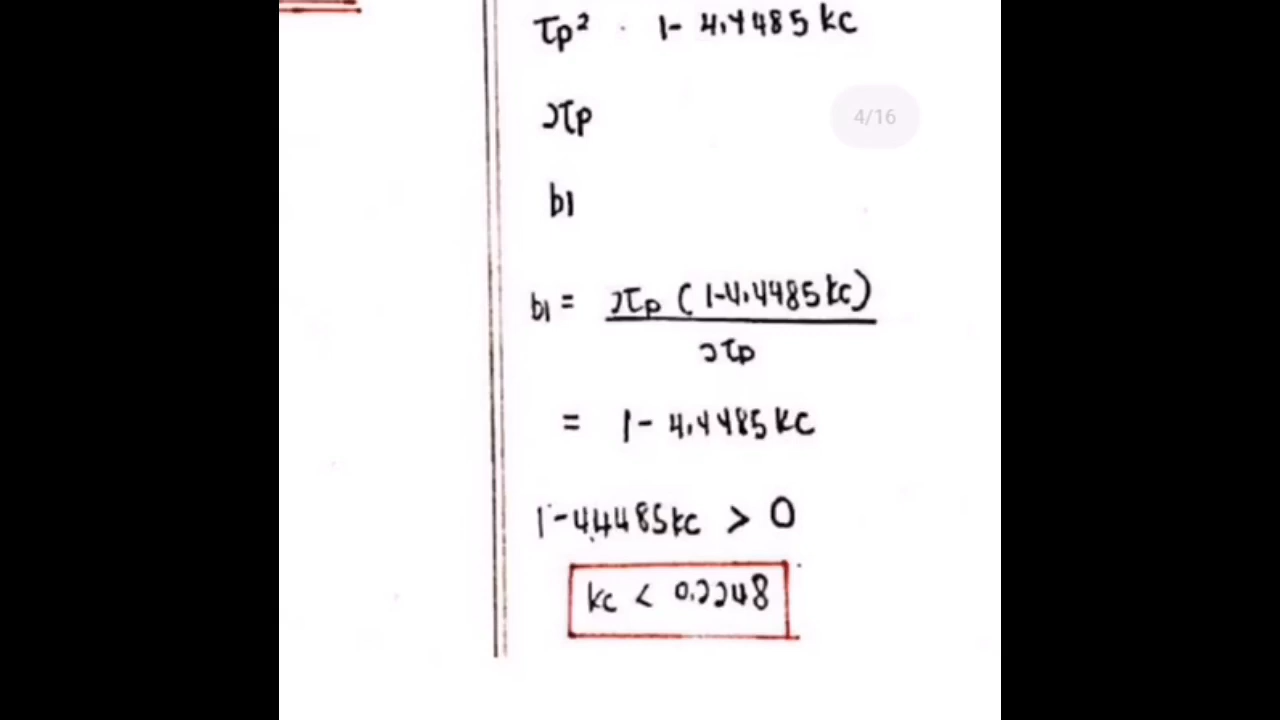 τp² 1- 4.4485 kc
4/16
2τp
b1
b1 = 2τp (1-4.4485kc)
2τp
= 1- 4.4485 kc
1-4.4485kc > 0
kc < 0.2248